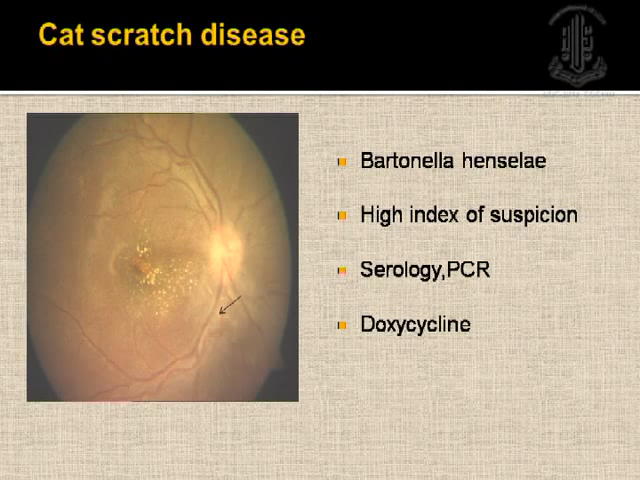 Cat scratch disease
Bartonella henselae
High index of suspicion
Serology,PCR
Doxycycline